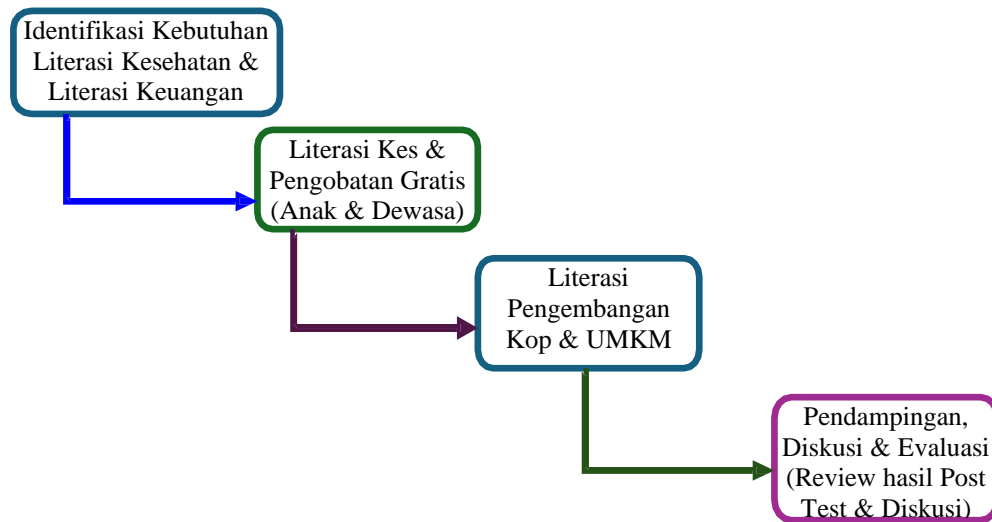 Identifikasi Kebutuhan
Literasi Kesehatan &
Literasi Keuangan
Literasi Kes &
Pengobatan Gratis
(Anak & Dewasa)
Literasi
Pengembangan
Kop & UMKM
Pendampingan,
Diskusi & Evaluasi
(Review hasil Post
Test & Diskusi)